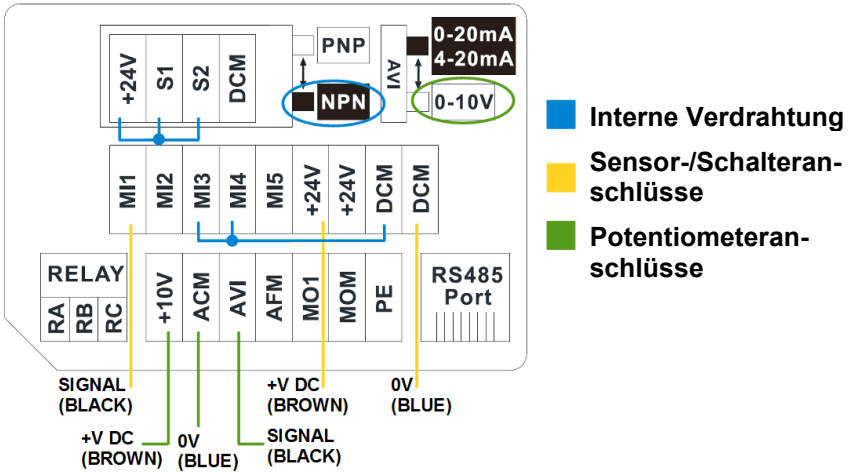 +24V
S1
S2
DCM
PNP
NPN
AVI
0-20mA
4-20mA
0-10V
MI1
MI2
MI3
MI4
MI5
+24V
+24V
DCM
DCM
RELAY
RA
RB
RC
+10V
ACM
AVI
AFM
MO1
MOM
PE
RS485
Port
SIGNAL
(BLACK)
+V DC
(BROWN)
0V
(BLUE)
+V DC
(BROWN)
0V
(BLUE)
SIGNAL
(BLACK)
Interne Verdrahtung
Sensor-/Schalteran-
schlüsse
Potentiometeran-
schlüsse